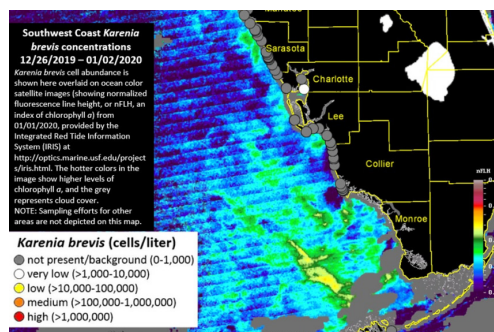 Manatee
Southwest Coast Karenia
brevis concentrations
12/26/2019 – 01/02/2020
Karenia brevis cell abundance is
shown here overlaid on ocean color
satellite images (showing normalized
fluorescence line height, or nFLH, an
index of chlorophyll a) from
01/01/2020, provided by the
Integrated Red Tide Information
System (IRIS) at
http://optics.marine.usf.edu/project
s/iris.html. The hotter colors in the
image show higher levels of
chlorophyll a, and the grey
represents cloud cover.
NOTE: Sampling efforts for other
areas are not depicted on this map.
Sarasota
Charlotte
Lee
Collier
Monroe
nFLH
Karenia brevis (cells/liter)
not present/background (0-1,000)
very low (>1,000-10,000)
low (>10,000-100,000)
medium (>100,000-1,000,000)
high (>1,000,000)